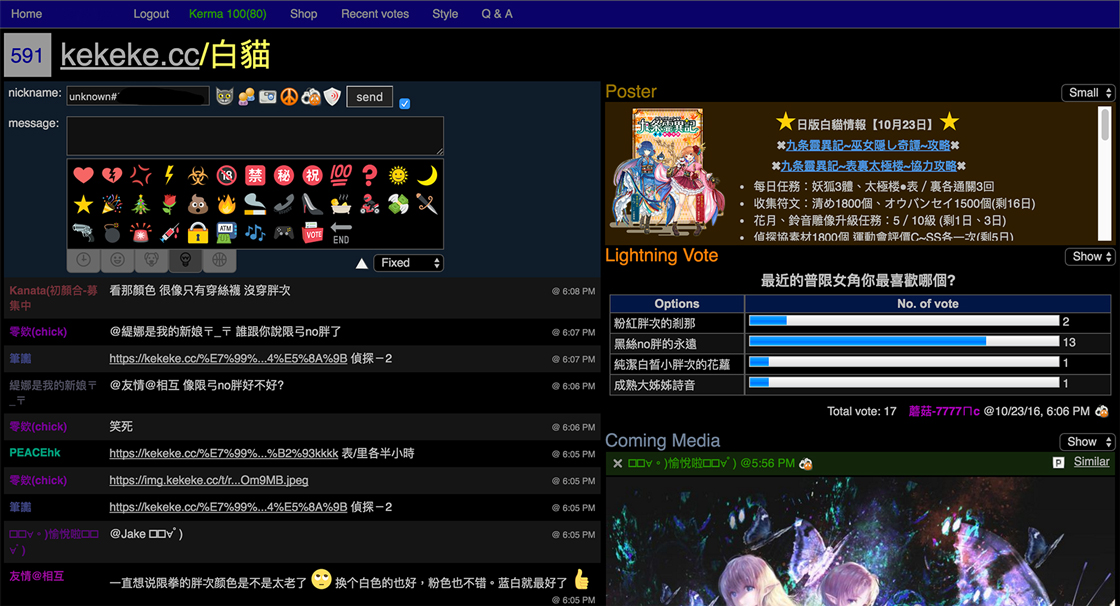 Home Logout Kerma 100(80) Shop Recent votes Style Q & A
591 kekeke.cc/白貓
nickname: unknown# send
message:
END
Fixed
Kanata(初顏合-募集中 看那顏色 很像只有穿絲襪 沒穿胖次 @ 6:08 PM
零欸(chick) @緹娜是我的新娘〒_〒 誰跟你說限弓no胖了 @ 6:07 PM
https://kekeke.cc/%E7%99%...4%E5%8A%9B 偵探－2 @ 6:07 PM
緹娜是我的新娘〒_〒 @友情@相互 像限弓no胖好不好? @ 6:06 PM
零欸(chick) 笑死 @ 6:06 PM
PEACEhk https://kekeke.cc/%E7%99%...%B2%93kkkk 表/里各半小時 @ 6:05 PM
零欸(chick) https://img.kekeke.cc/t/r...Om9MB.jpeg @ 6:05 PM
https://kekeke.cc/%E7%99%...4%E5%8A%9B 偵探－2 @ 6:05 PM
愉悅啦 @Jake @ 6:05 PM
友情@相互 一直想说限拳的胖次颜色是不是太老了 换个白色的也好，粉色也不错。蓝白就最好了 @ 6:05 PM
Poster Small
日版白貓情報【10月23日】
✖九条靈異記~巫女隠し奇譚~攻略✖
✖九条靈異記~表裏太極楼~協力攻略✖
• 每日任務：妖狐3體、太極楼●表 / 裏各通關3回
• 收集符文：清め1800個、オウバンセイ1500個(剩16日)
• 花月、鈴音雕像升級任務：5 / 10級 (剩1日、3日)
• 偵探協素材1800個 運動會評價C~SS各一次(剩5日)
Lightning Vote Show
最近的普限女角你最喜歡哪個?
Options No. of vote
粉紅胖次的剎那 2
黑絲no胖的永遠 13
純潔白皙小胖次的花蘿 1
成熟大姊姊詩音 1
Total vote: 17 蘑菇-7777 c @10/23/16, 6:06 PM
Coming Media Show
愉悅啦 @5:56 PM P Similar